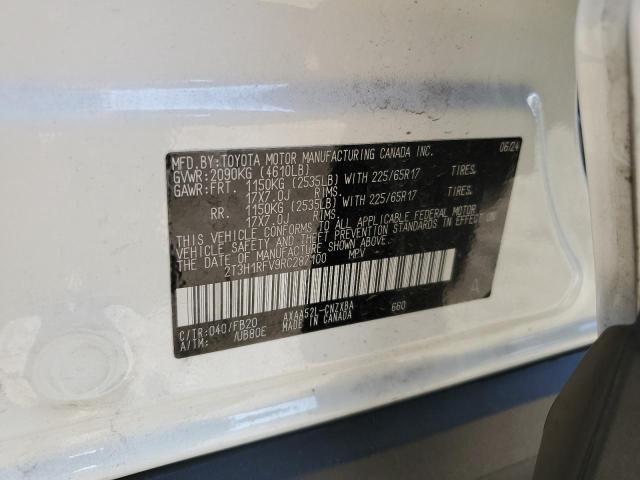 MFD.BY:TOYOTA MOTOR MANUFACTURING CANADA INC. 06/24
GVWR:2090KG (4610LB)
GAWR:FRT. 1150KG (2535LB) WITH 225/65R17 TIRES.
17X7.0J RIMS.
RR. 1150KG (2535LB) WITH 225/65R17 TIRES.
17X7.0J RIMS.
THIS VEHICLE CONFORMS TO ALL APPLICABLE FEDERAL MOTOR
VEHICLE SAFETY AND THEFT PREVENTION STANDARDS IN EFFECT ON
THE DATE OF MANUFACTURE SHOWN ABOVE.
2T3H1RFV9RC282100 MPV
A
C/TR:040/FB20 AXAA52L-CNZXBA 660
A/TM: /UB80E MADE IN CANADA